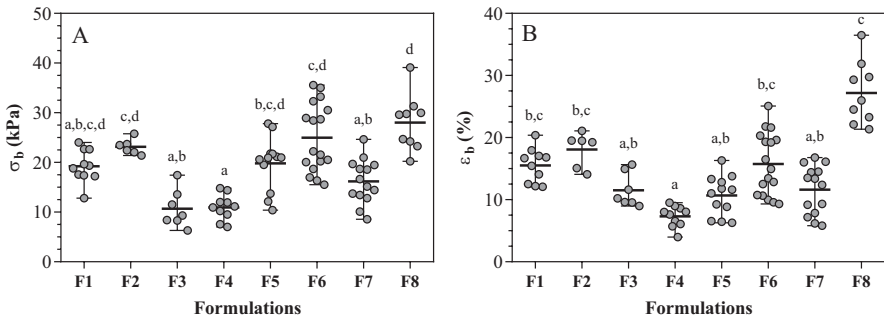 A
σb (kPa)
50
40
30
20
10
0
a,b,c,d
c,d
a,b
a
b,c,d
c,d
a,b
d
F1 F2 F3 F4 F5 F6 F7 F8
Formulations
B
εb (%)
40
30
20
10
0
b,c
b,c
a,b
a
a,b
b,c
a,b
c
F1 F2 F3 F4 F5 F6 F7 F8
Formulations